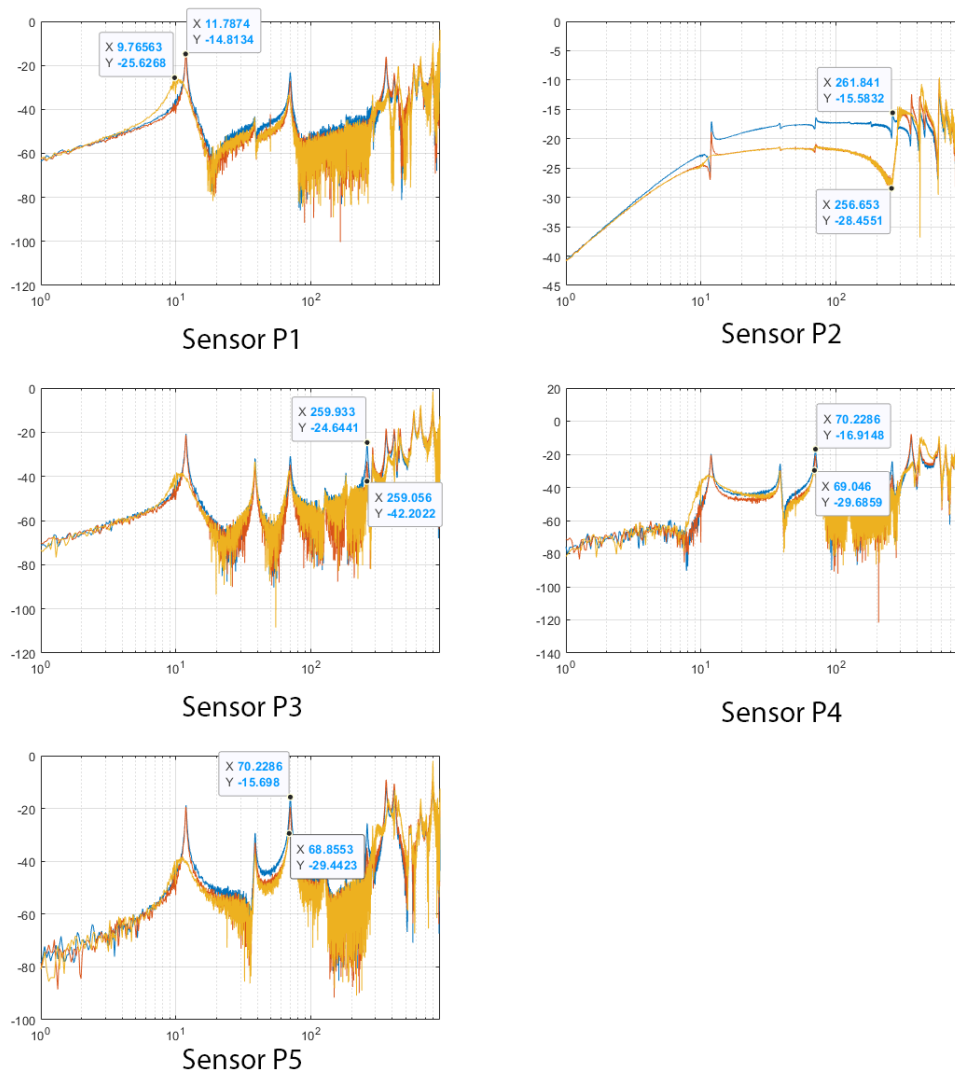 0
-20
-40
-60
-80
-100
-120
10^0
10^1
10^2
X 9.76563
Y -25.6268
X 11.7874
Y -14.8134
Sensor P1
0
-5
-10
-15
-20
-25
-30
-35
-40
-45
10^0
10^1
10^2
X 261.841
Y -15.5832
X 256.653
Y -28.4551
Sensor P2
0
-20
-40
-60
-80
-100
-120
10^0
10^1
10^2
X 259.933
Y -24.6441
X 259.056
Y -42.2022
Sensor P3
20
0
-20
-40
-60
-80
-100
-120
-140
10^0
10^1
10^2
X 70.2286
Y -16.9148
X 69.046
Y -29.6859
Sensor P4
0
-20
-40
-60
-80
-100
10^0
10^1
10^2
X 70.2286
Y -15.698
X 68.8553
Y -29.4423
Sensor P5